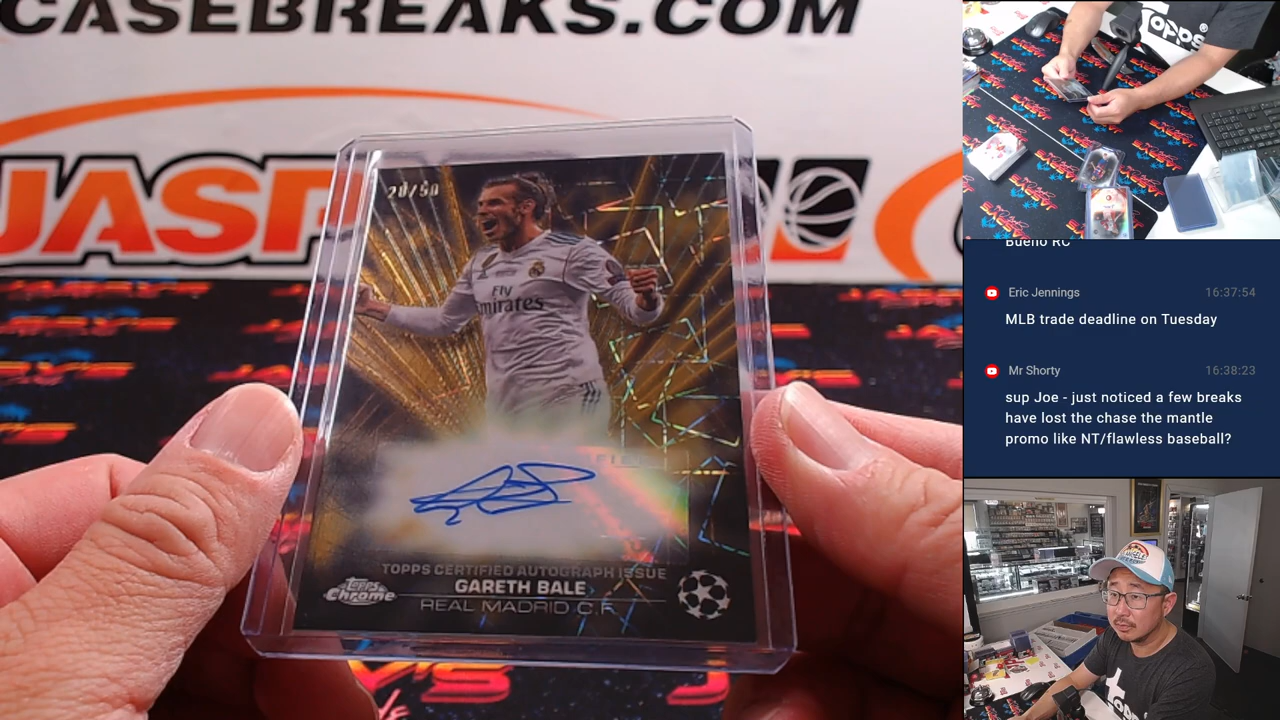 CASEBREAKS.COM
JASP
20/50
Fly
Emirates
TOPPS CERTIFIED AUTOGRAPH ISSUE
GARETH BALE
REAL MADRID C.F.
Topps
Chrome
Topps
Bueno RC
Eric Jennings 16:37:54
MLB trade deadline on Tuesday
Mr Shorty 16:38:23
sup Joe - just noticed a few breaks
have lost the chase the mantle
promo like NT/flawless baseball?